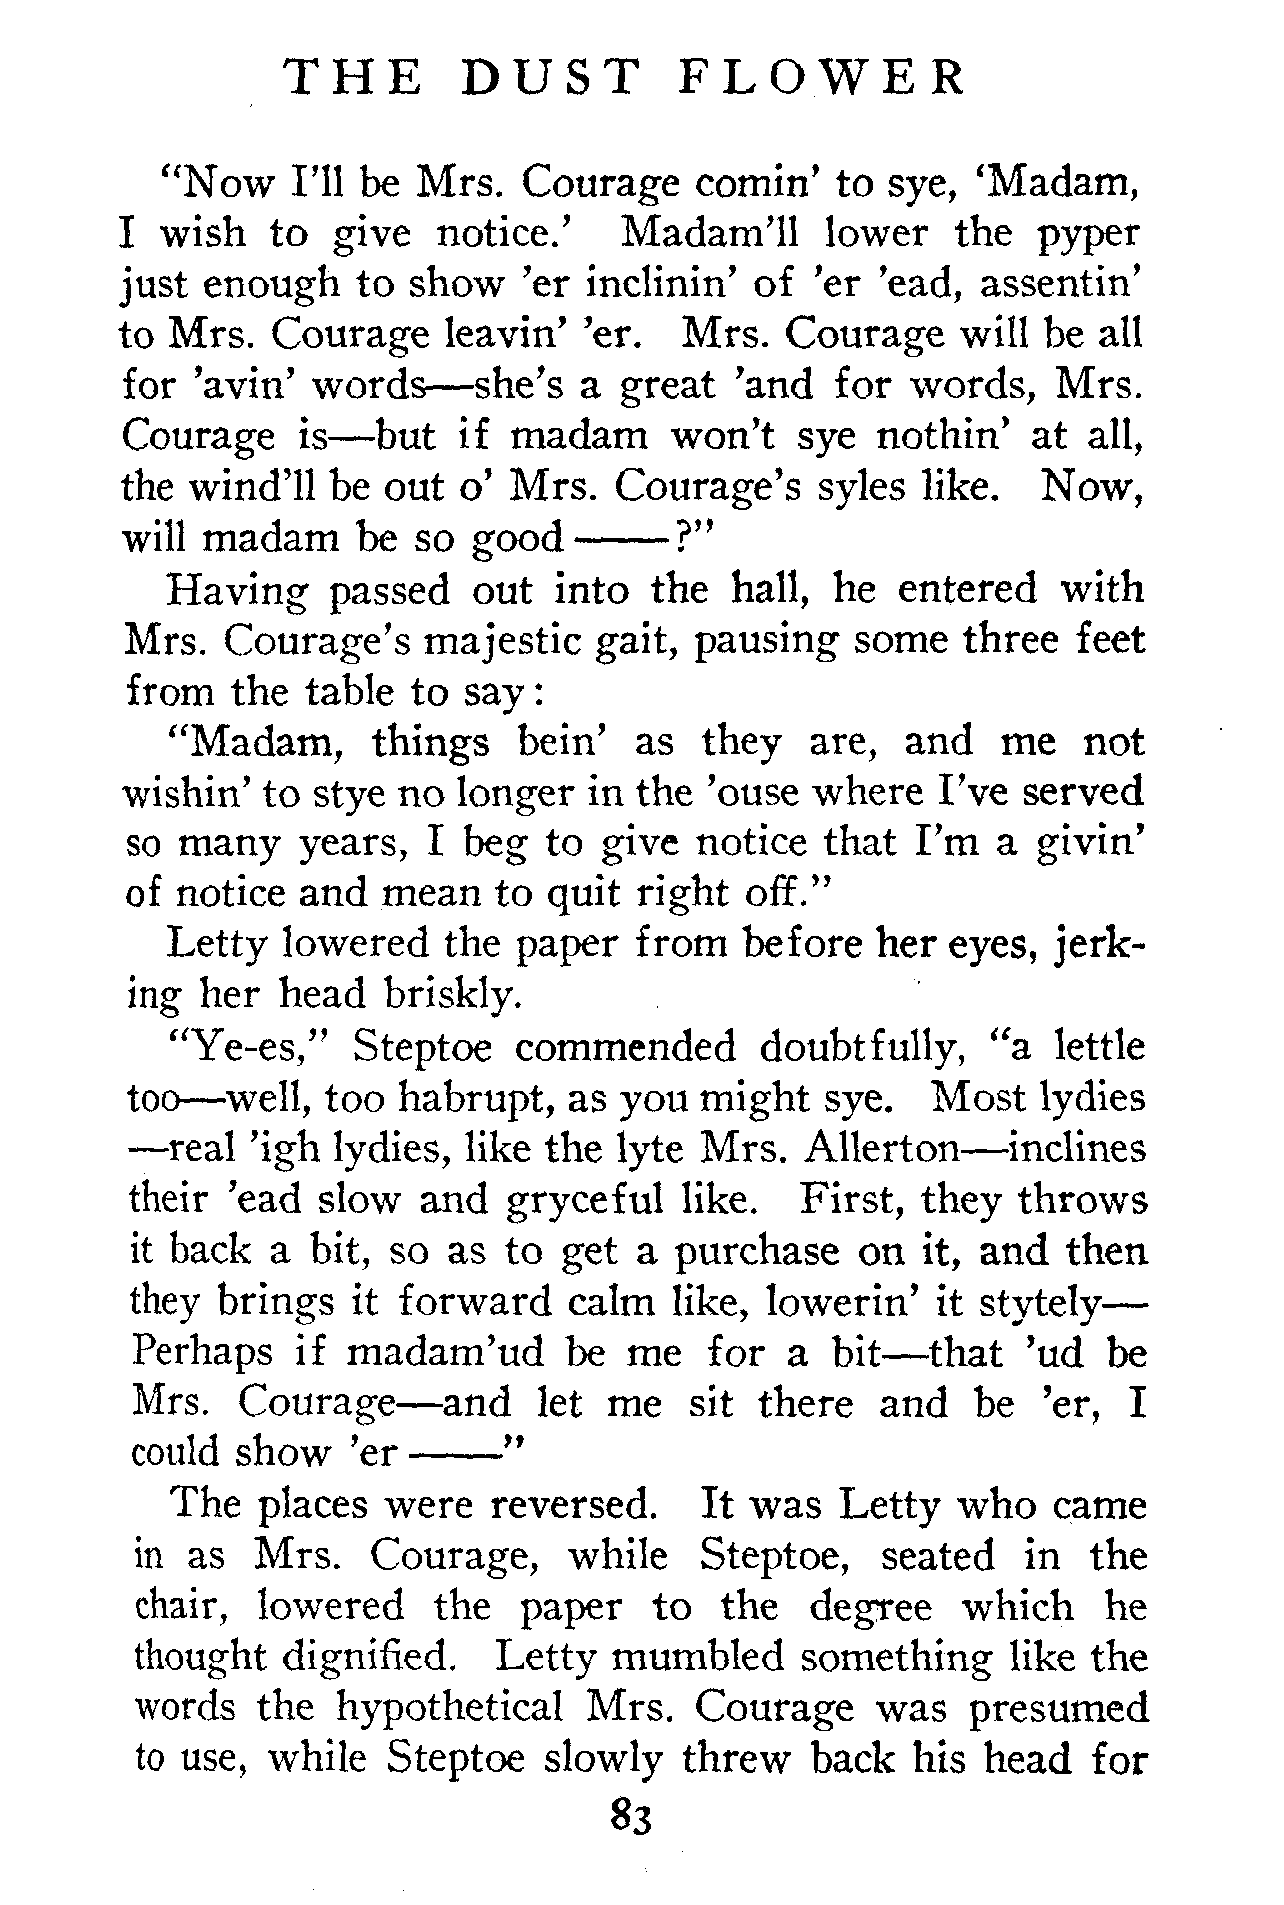 THE DUST FLOWER
“Now I’ll be Mrs. Courage comin’ to sye, ‘Madam,
I wish to give notice.’ Madam’ll lower the pyper
just enough to show ’er inclinin’ of ’er ’ead, assentin’
to Mrs. Courage leavin’ ’er. Mrs. Courage will be all
for ’avin’ words—she’s a great ’and for words, Mrs.
Courage is—but if madam won’t sye nothin’ at all,
the wind’ll be out o’ Mrs. Courage’s syles like. Now,
will madam be so good——?”
Having passed out into the hall, he entered with
Mrs. Courage’s majestic gait, pausing some three feet
from the table to say:
“Madam, things bein’ as they are, and me not
wishin’ to stye no longer in the ’ouse where I’ve served
so many years, I beg to give notice that I’m a givin’
of notice and mean to quit right off.”
Letty lowered the paper from before her eyes, jerk-
ing her head briskly.
“Ye-es,” Steptoe commended doubtfully, “a lettle
too—well, too habrupt, as you might sye. Most lydies
—real ’igh lydies, like the lyte Mrs. Allerton—inclines
their ’ead slow and gryceful like. First, they throws
it back a bit, so as to get a purchase on it, and then
they brings it forward calm like, lowerin’ it stytely—
Perhaps if madam’ud be me for a bit—that ’ud be
Mrs. Courage—and let me sit there and be ’er, I
could show ’er——”
The places were reversed. It was Letty who came
in as Mrs. Courage, while Steptoe, seated in the
chair, lowered the paper to the degree which he
thought dignified. Letty mumbled something like the
words the hypothetical Mrs. Courage was presumed
to use, while Steptoe slowly threw back his head for
83